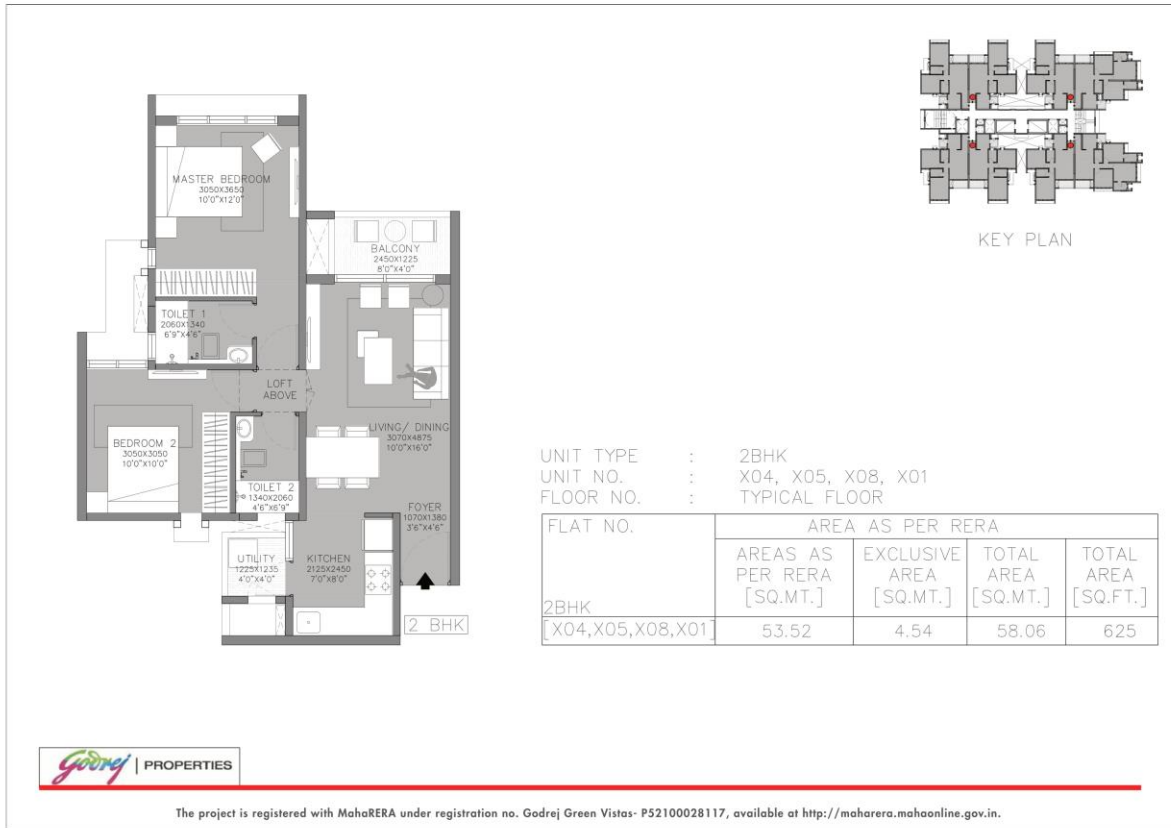 KEY PLAN
MASTER BEDROOM
3050X3650
10'0"X12'0"
BALCONY
2450X1225
8'0"X4'0"
TOILET 1
2060X1340
6'9"X4'6"
LOFT
ABOVE
LIVING/ DINING
3070X4875
10'0"X16'0"
BEDROOM 2
3050X3050
10'0"X10'0"
TOILET 2
1340X2060
4'6"X6'9"
FOYER
1070X1380
3'6"X4'6"
UTILITY
1225X1235
4'0"X4'0"
KITCHEN
2125X2450
7'0"X8'0"
2 BHK
UNIT TYPE : 2BHK
UNIT NO. : X04, X05, X08, X01
FLOOR NO. : TYPICAL FLOOR
FLAT NO.
2BHK
AREA AS PER RERA
AREAS AS
PER RERA
[SQ.MT.]
EXCLUSIVE
AREA
[SQ.MT.]
TOTAL
AREA
[SQ.MT.]
TOTAL
AREA
[SQ.FT.]
[X04,X05,X08,X01] 53.52 4.54 58.06 625
Godrej | PROPERTIES
The project is registered with MahaRERA under registration no. Godrej Green Vistas- P52100028117, available at http://maharera.mahaonline.gov.in.